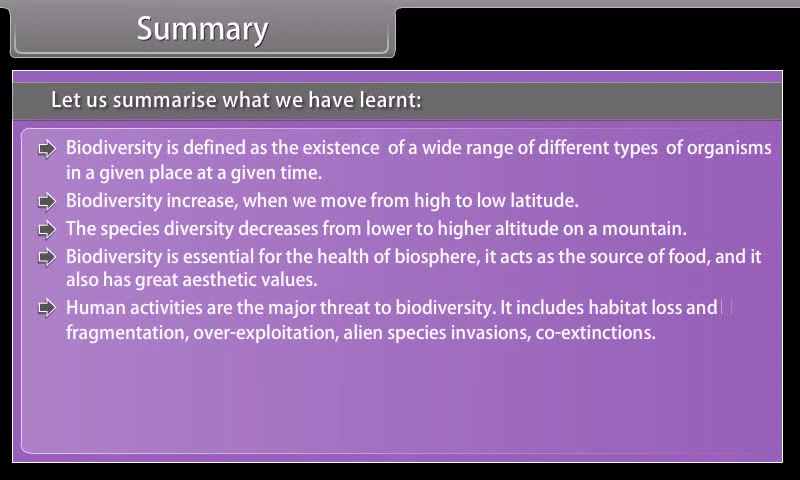 Summary
Let us summarise what we have learnt:
Biodiversity is defined as the existence of a wide range of different types of organisms
in a given place at a given time.
Biodiversity increase, when we move from high to low latitude.
The species diversity decreases from lower to higher altitude on a mountain.
Biodiversity is essential for the health of biosphere, it acts as the source of food, and it
also has great aesthetic values.
Human activities are the major threat to biodiversity. It includes habitat loss and
fragmentation, over-exploitation, alien species invasions, co-extinctions.